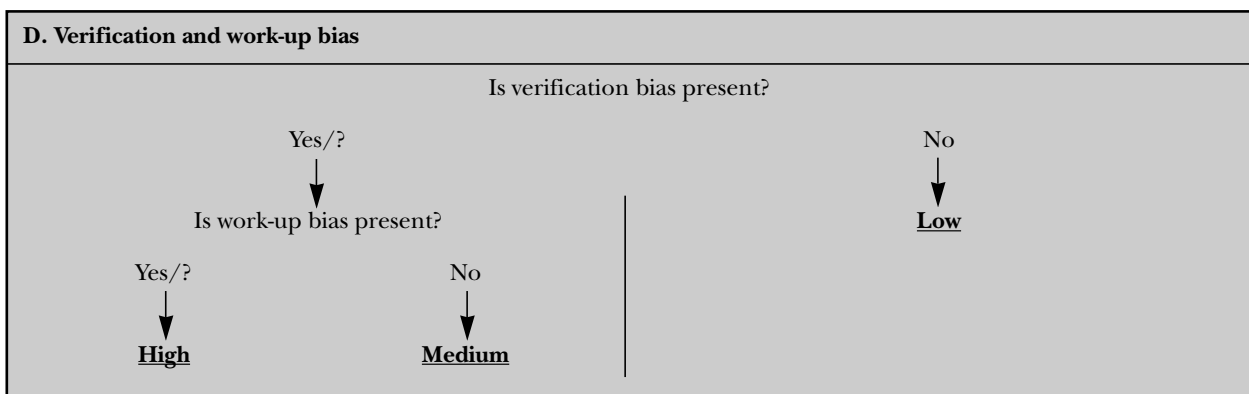 D. Verification and work-up bias
Is verification bias present?
Yes/? No
Is work-up bias present? Low
Yes/? No
High Medium